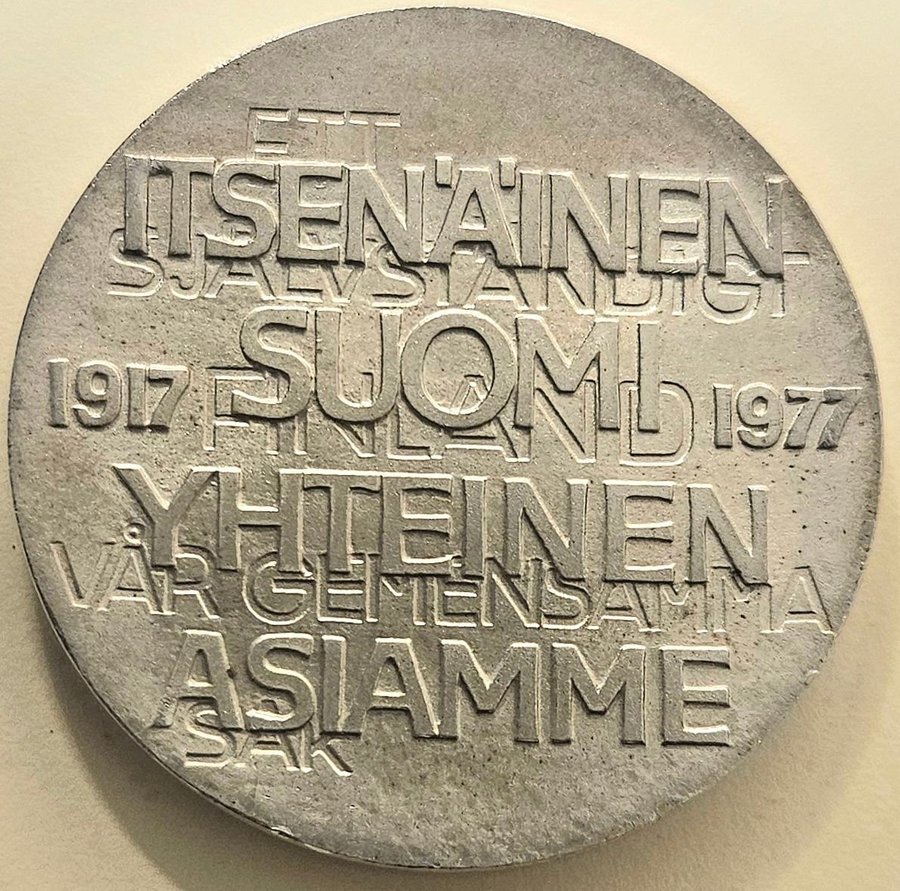 ETT
ITSENÄINEN
SJÄLVSTÄNDIGT
SUOMI
1917 FINLAND 1977
YHTEINEN
VÅR GEMENSAMMA
ASIAMME
SAK